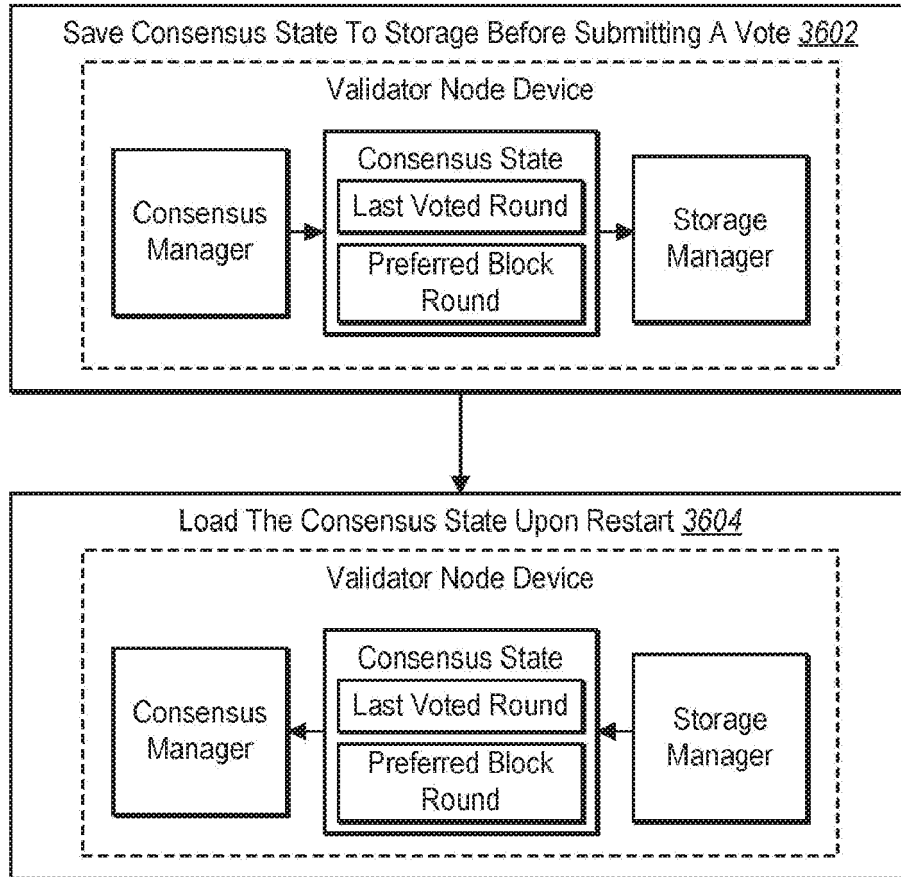 Save Consensus State To Storage Before Submitting A Vote 3602
Validator Node Device
Consensus
Manager
Consensus State
Last Voted Round
Preferred Block
Round
Storage
Manager
Load The Consensus State Upon Restart 3604
Validator Node Device
Consensus
Manager
Consensus State
Last Voted Round
Preferred Block
Round
Storage
Manager